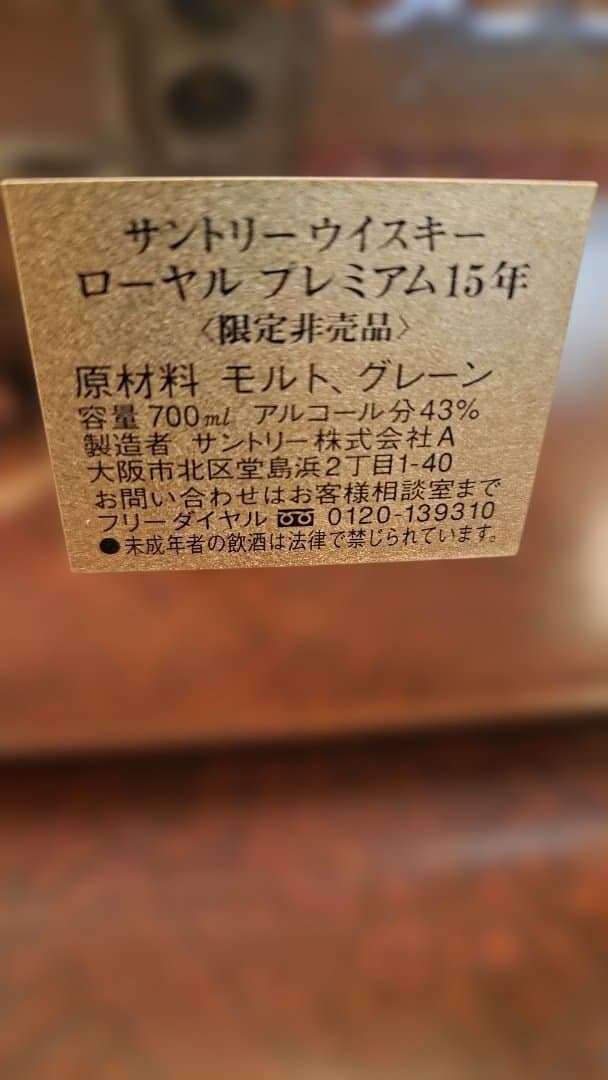 サントリーウイスキー
ローヤル プレミアム15年
〈限定非売品〉
原材料 モルト、グレーン
容量 700ml アルコール分43%
製造者 サントリー株式会社A
大阪市北区堂島浜2丁目1-40
お問い合わせはお客様相談室まで
フリーダイヤル 0120-139310
●未成年者の飲酒は法律で禁じられています。